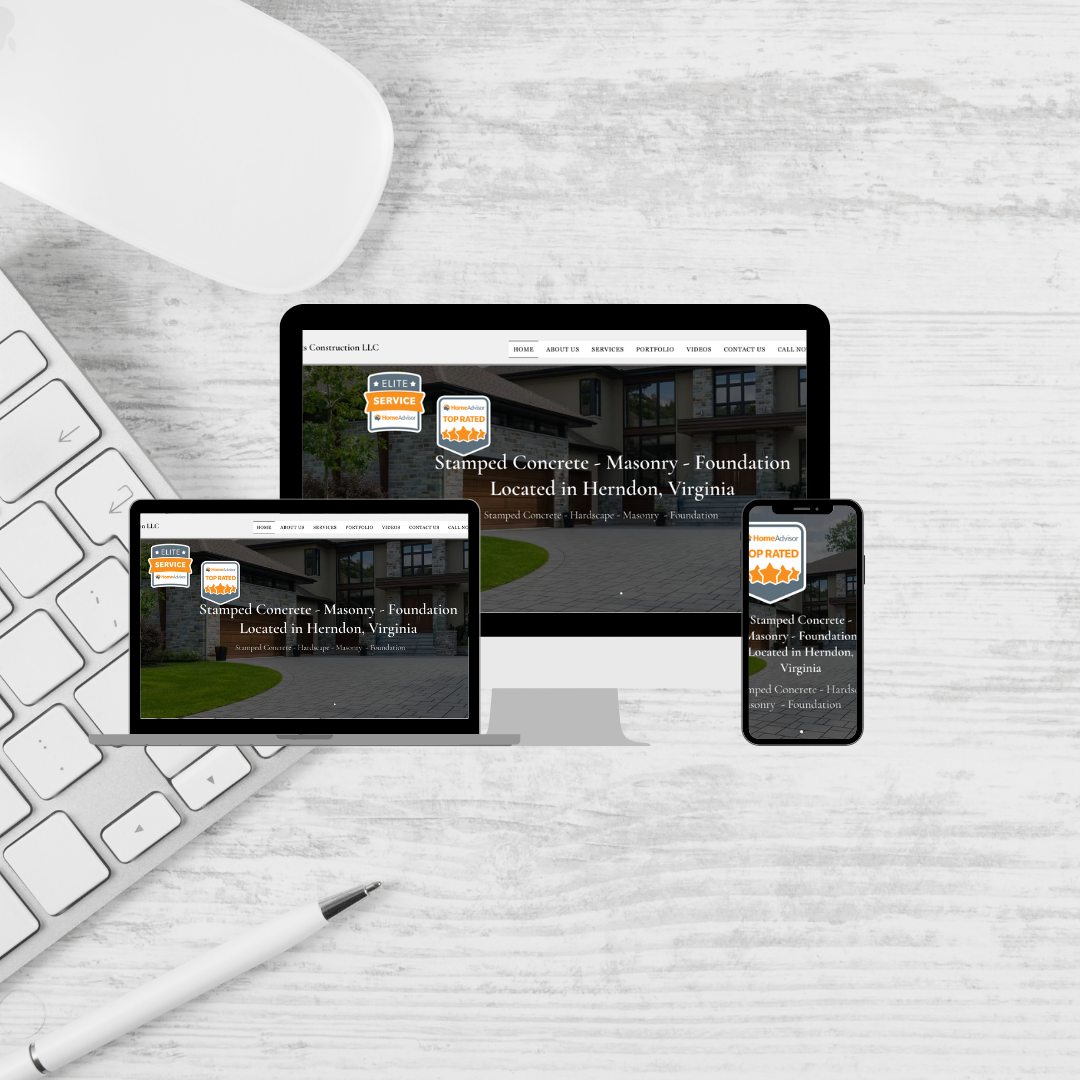 s Construction LLC
HOME ABOUT US SERVICES PORTFOLIO VIDEOS CONTACT US CALL NO
ELITE
SERVICE
HomeAdvisor
HomeAdvisor
TOP RATED
Stamped Concrete - Masonry - Foundation
Located in Herndon, Virginia
Stamped Concrete - Hardscape - Masonry - Foundation
n LLC
HOME ABOUT US SERVICES PORTFOLIO VIDEOS CONTACT US CALL NO
ELITE
SERVICE
HomeAdvisor
HomeAdvisor
TOP RATED
Stamped Concrete - Masonry - Foundation
Located in Herndon, Virginia
Stamped Concrete - Hardscape - Masonry - Foundation
HomeAdvisor
TOP RATED
Stamped Concrete -
Masonry - Foundation
Located in Herndon,
Virginia
mped Concrete - Hardsc
sonry - Foundation